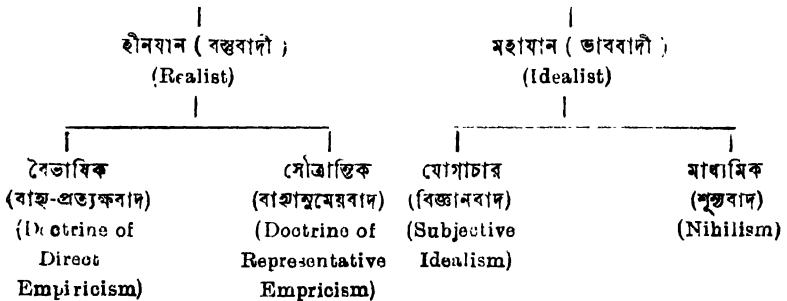 হীনযান ( বস্তুবাদী ) মহাযান ( ভাববাদী )
(Realist) (Idealist)
বৈভাষিক সৌত্রান্তিক যোগাচার মাধ্যমিক
(বাহ্য-প্রত্যক্ষবাদ) (বাহ্যানুমেয়বাদ) (বিজ্ঞানবাদ) (শূন্যবাদ)
(Doctrine of (Doctrine of (Subjective (Nihilism)
Direct Representative Idealism)
Empiricism) Empricism)